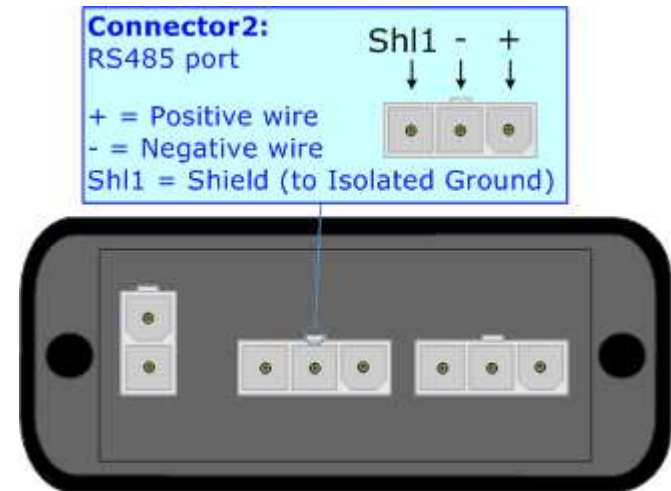 Connector2:
RS485 port
Shl1 - +
+ = Positive wire
- = Negative wire
Shl1 = Shield (to Isolated Ground)